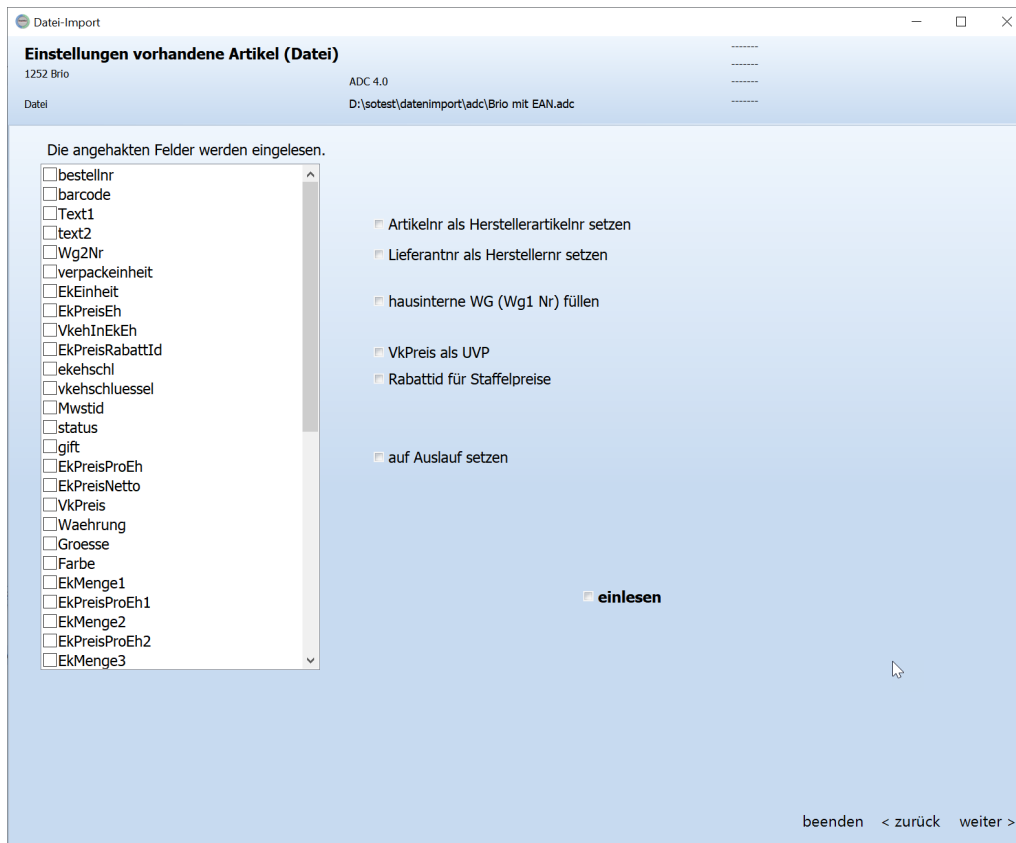 Datei-Import
Einstellungen vorhandene Artikel (Datei)
1252 Brio
ADC 4.0
Datei
D:\sotest\datenimport\adc\Brio mit EAN.adc
-------
-------
-------
-------
Die angehakten Felder werden eingelesen.
bestellnr
barcode
Text1
text2
Wg2Nr
verpackeinheit
EkEinheit
EkPreisEh
VkehInEkEh
EkPreisRabattId
ekehschl
vkehschluessel
Mwstid
status
gift
EkPreisProEh
EkPreisNetto
VkPreis
Waehrung
Groesse
Farbe
EkMenge1
EkPreisProEh1
EkMenge2
EkPreisProEh2
EkMenge3
Artikelnr als Herstellerartikelnr setzen
Lieferantnr als Herstellernr setzen
hausinterne WG (Wg1 Nr) füllen
VkPreis als UVP
Rabattid für Staffelpreise
auf Auslauf setzen
einlesen
beenden < zurück weiter >